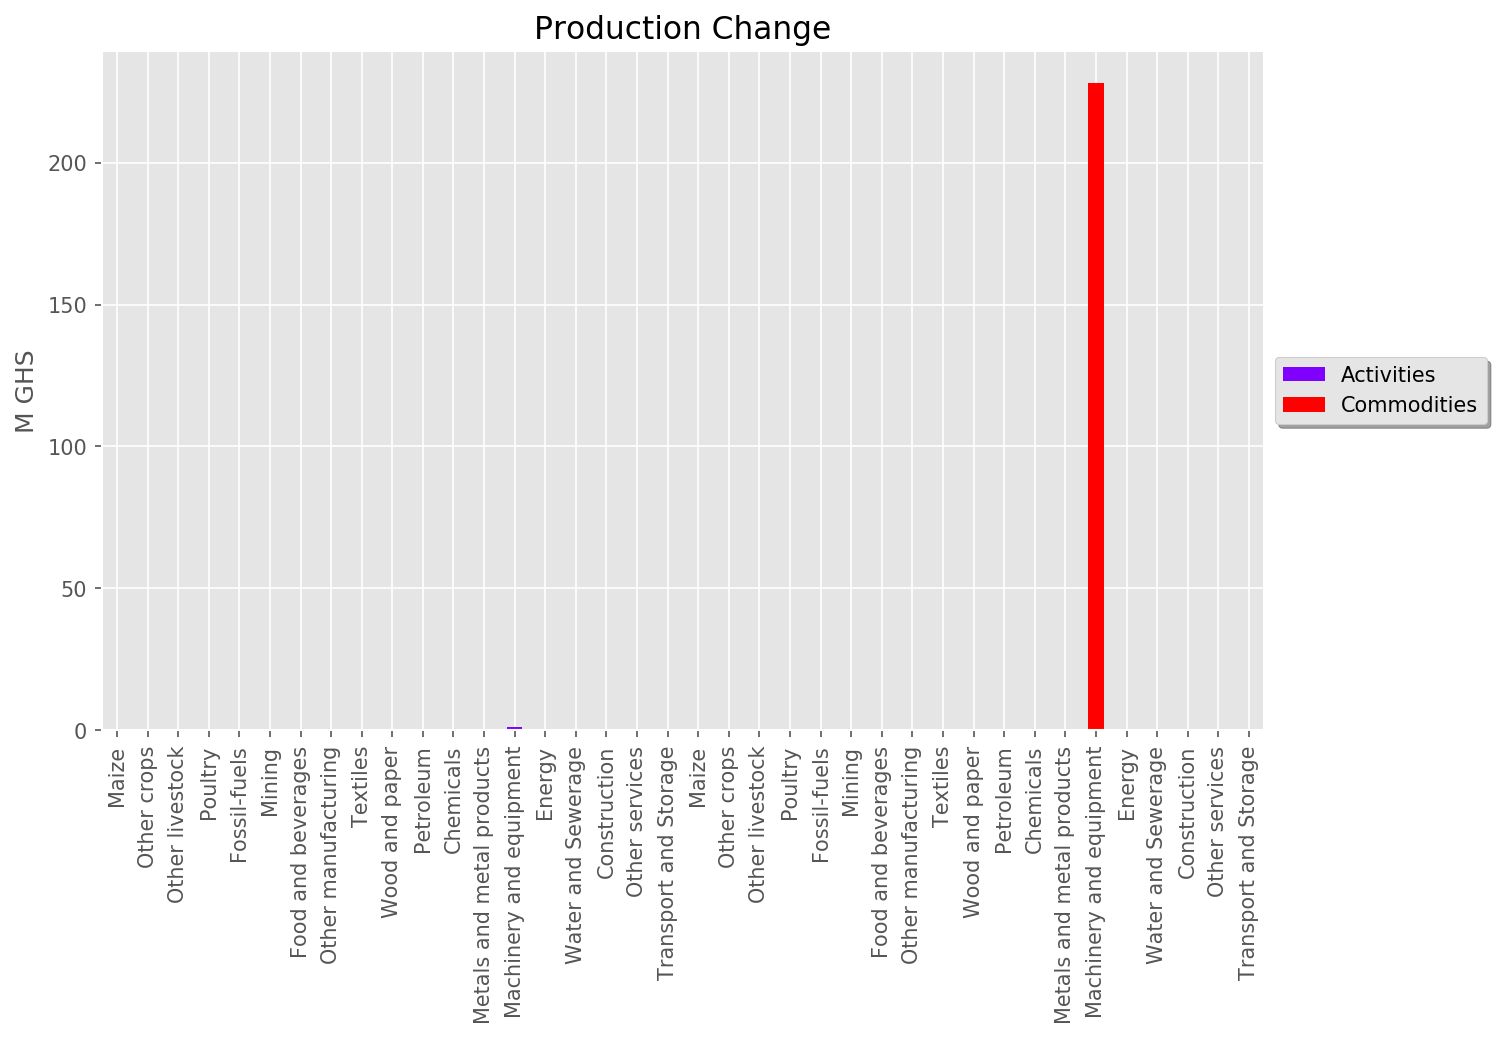 Production Change
M GHS
200
150
100
50
0
Maize
Other crops
Other livestock
Poultry
Fossil-fuels
Mining
Food and beverages
Other manufacturing
Textiles
Wood and paper
Petroleum
Chemicals
Metals and metal products
Machinery and equipment
Energy
Water and Sewerage
Construction
Other services
Transport and Storage
Maize
Other crops
Other livestock
Poultry
Fossil-fuels
Mining
Food and beverages
Other manufacturing
Textiles
Wood and paper
Petroleum
Chemicals
Metals and metal products
Machinery and equipment
Energy
Water and Sewerage
Construction
Other services
Transport and Storage
Activities
Commodities